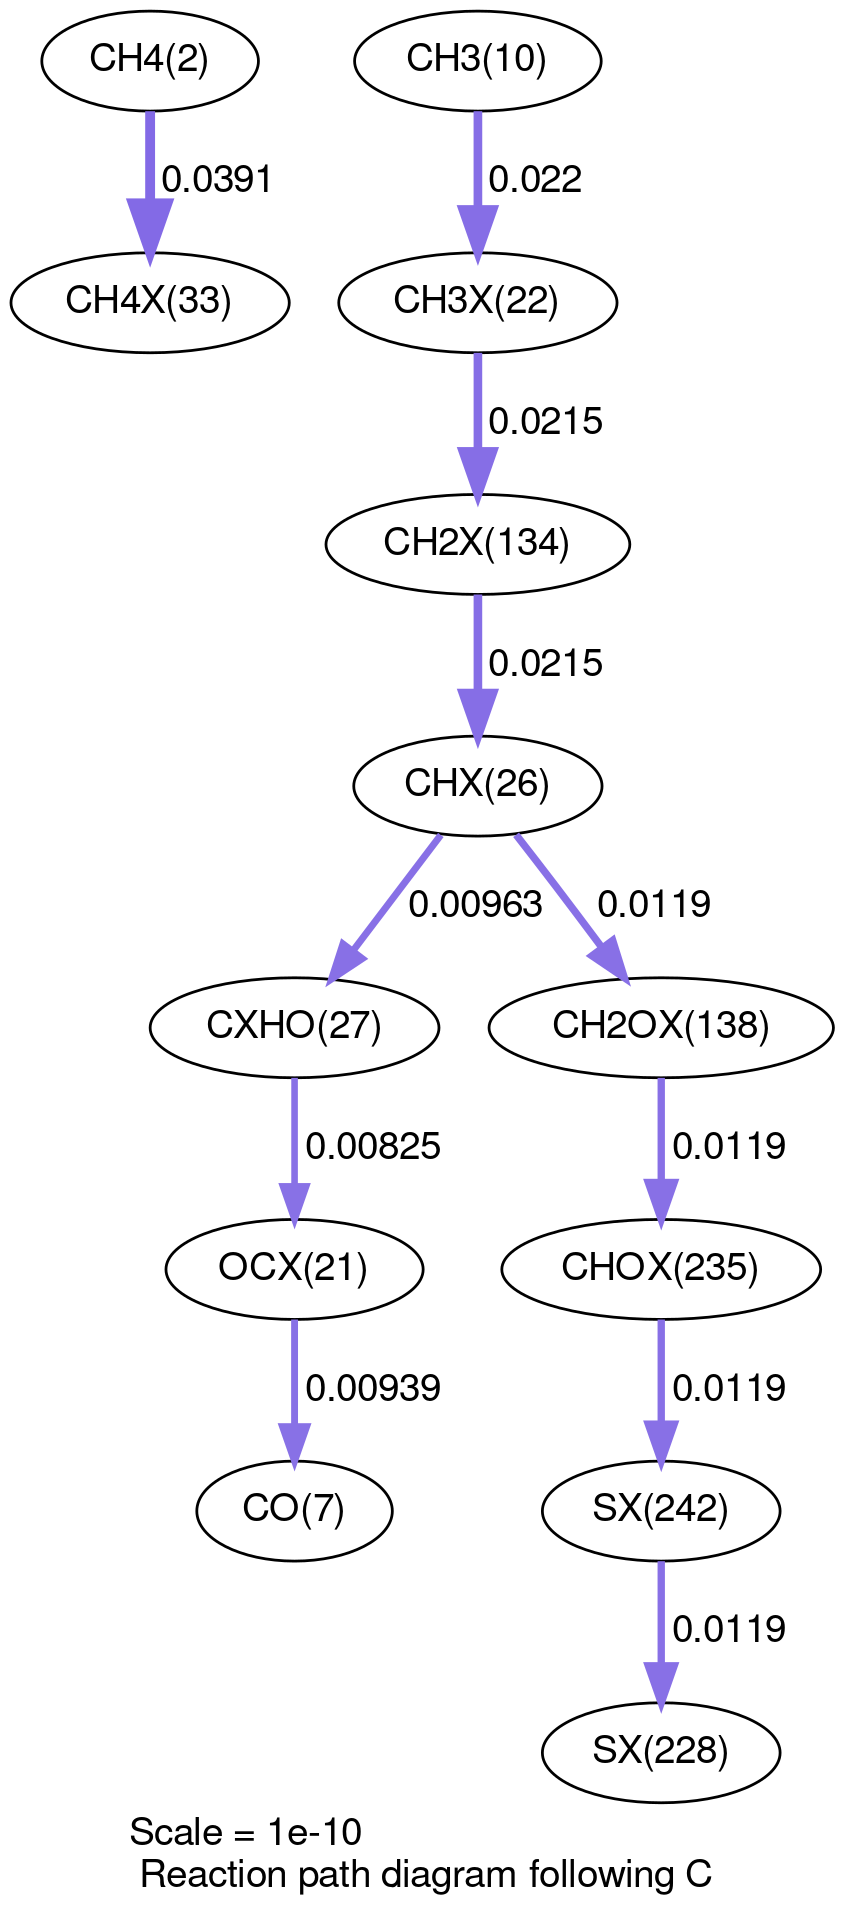 CH4(2)
CH3(10)
0.0391
0.022
CH4X(33)
CH3X(22)
0.0215
CH2X(134)
0.0215
CHX(26)
0.00963
0.0119
CXHO(27)
CH2OX(138)
0.00825
0.0119
OCX(21)
CHOX(235)
0.00939
0.0119
CO(7)
SX(242)
0.0119
SX(228)
Scale = 1e-10
Reaction path diagram following C